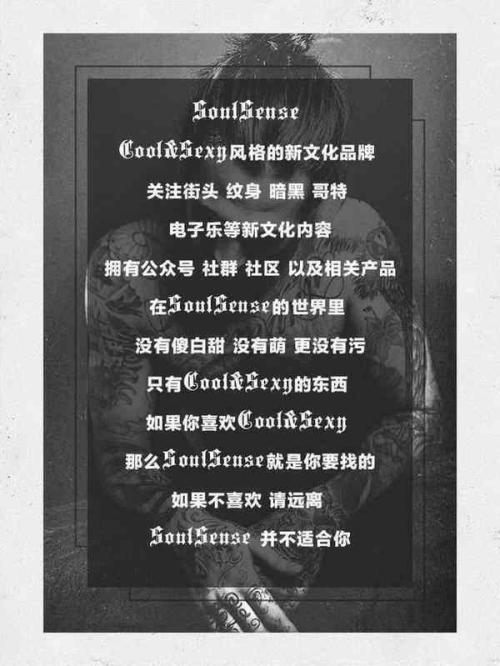 SoulSense
Cool&Sexy风格的新文化品牌
关注街头 纹身 暗黑 哥特
电子乐等新文化内容
拥有公众号 社群 社区 以及相关产品
在SoulSense的世界里
没有傻白甜 没有萌 更没有污
只有Cool&Sexy的东西
如果你喜欢Cool&Sexy
那么SoulSense就是你要找的
如果不喜欢 请远离
SoulSense 并不适合你